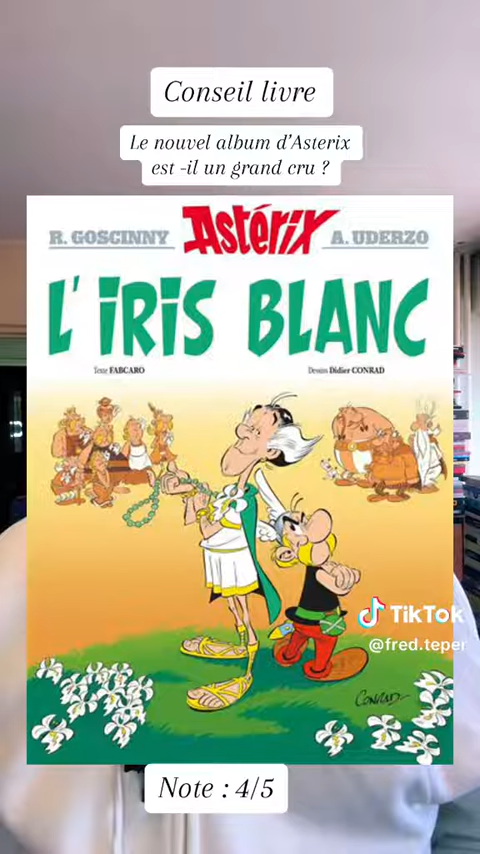 Conseil livre
Le nouvel album d'Asterix
est -il un grand cru ?
R. GOSCINNY Astérix A. UDERZO
L'IRIS BLANC
Texte FABCARO Dessins Didier CONRAD
CONRAD
TikTok
@fred.teper
Note : 4/5